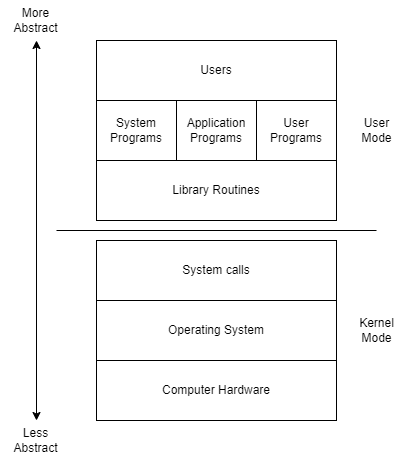 More
Abstract
Users
System
Programs
Application
Programs
User
Programs
User
Mode
Library Routines
System calls
Operating System
Kernel
Mode
Computer Hardware
Less
Abstract